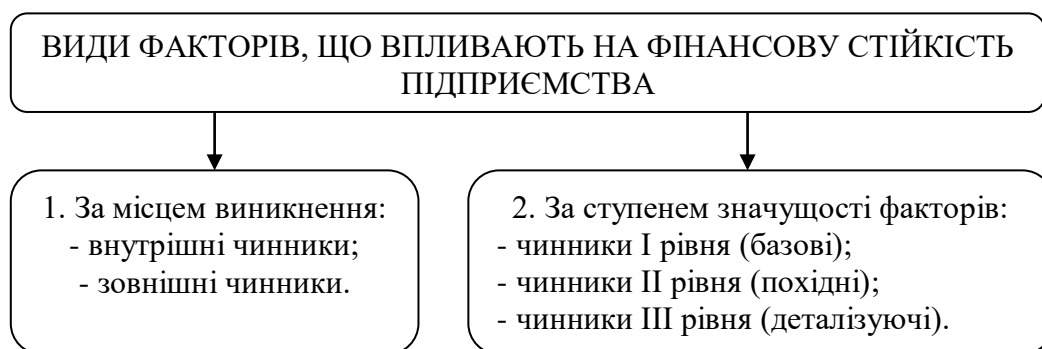 ВИДИ ФАКТОРІВ, ЩО ВПЛИВАЮТЬ НА ФІНАНСОВУ СТІЙКІСТЬ
ПІДПРИЄМСТВА
1. За місцем виникнення:
- внутрішні чинники;
- зовнішні чинники.
2. За ступенем значущості факторів:
- чинники І рівня (базові);
- чинники ІІ рівня (похідні);
- чинники ІІІ рівня (деталізуючі).